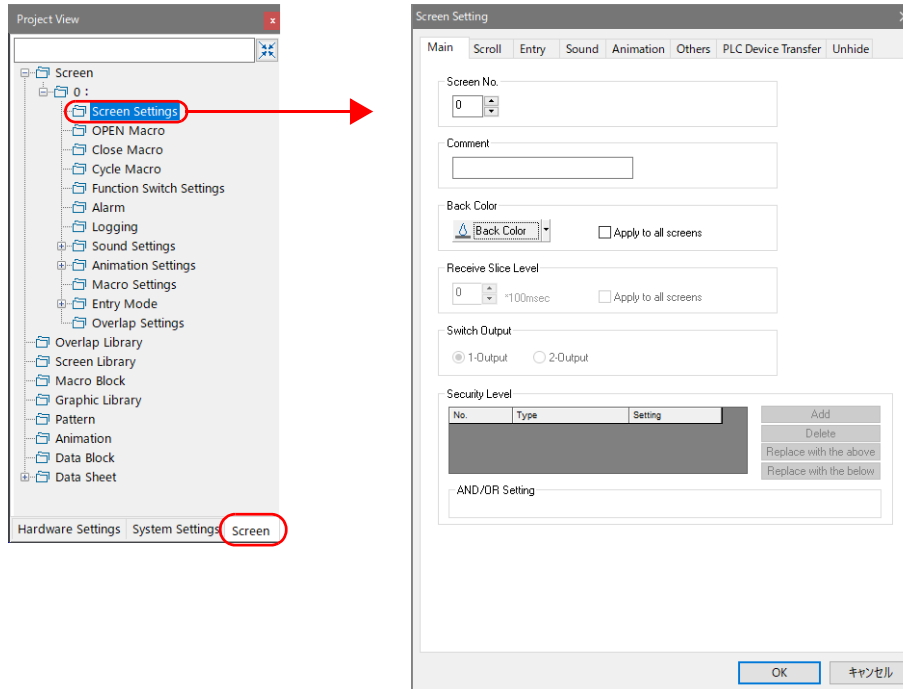 Project View
Screen
0 :
Screen Settings
OPEN Macro
Close Macro
Cycle Macro
Function Switch Settings
Alarm
Logging
Sound Settings
Animation Settings
Macro Settings
Entry Mode
Overlap Settings
Overlap Library
Screen Library
Macro Block
Graphic Library
Pattern
Animation
Data Block
Data Sheet
Hardware Settings System Settings Screen
Screen Setting
Main Scroll Entry Sound Animation Others PLC Device Transfer Unhide
Screen No.
0
Comment
Back Color
Back Color Apply to all screens
Receive Slice Level
0 *100msec Apply to all screens
Switch Output
1-Output 2-Output
Security Level
No. Type Setting
Add
Delete
Replace with the above
Replace with the below
AND/OR Setting
OK キャンセル